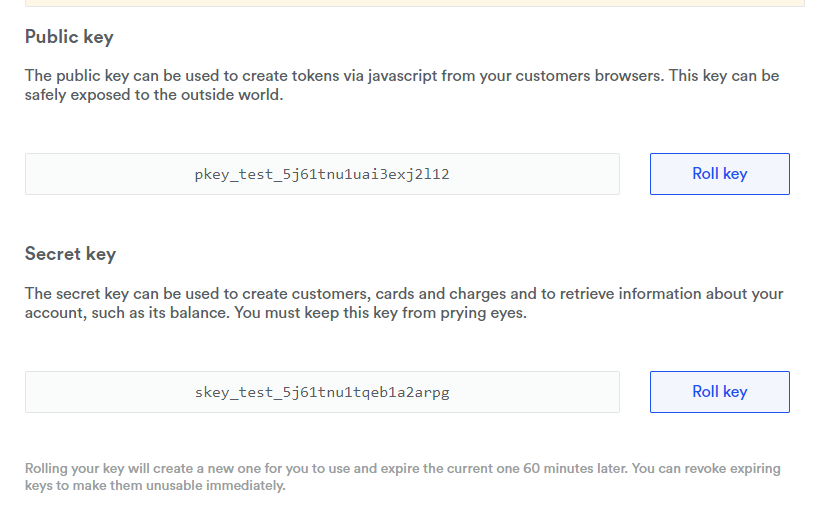 Public key
The public key can be used to create tokens via javascript from your customers browsers. This key can be
safely exposed to the outside world.
pkey_test_5j61tnu1uai3exj2l12
Roll key
Secret key
The secret key can be used to create customers, cards and charges and to retrieve information about your
account, such as its balance. You must keep this key from prying eyes.
skey_test_5j61tnu1tqeb1a2arpg
Roll key
Rolling your key will create a new one for you to use and expire the current one 60 minutes later. You can revoke expiring
keys to make them unusable immediately.